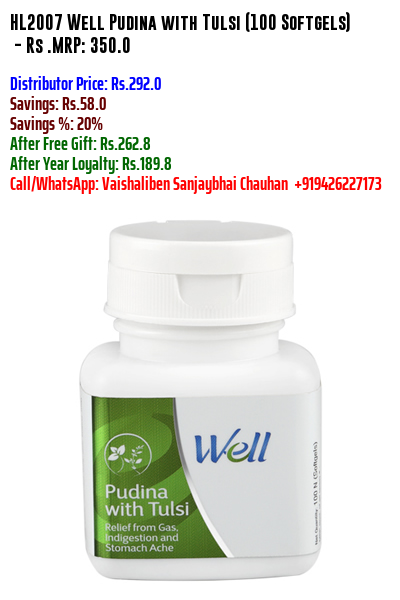 HL2007 Well Pudina with Tulsi (100 Softgels)
- Rs .MRP: 350.0
Distributor Price: Rs.292.0
Savings: Rs.58.0
Savings %: 20%
After Free Gift: Rs.262.8
After Year Loyalty: Rs.189.8
Call/WhatsApp: Vaishaliben Sanjaybhai Chauhan +919426227173
Well
Pudina
with Tulsi
Relief from Gas,
Indigestion and
Stomach Ache
Net Quantity: 100 N (Softgels)